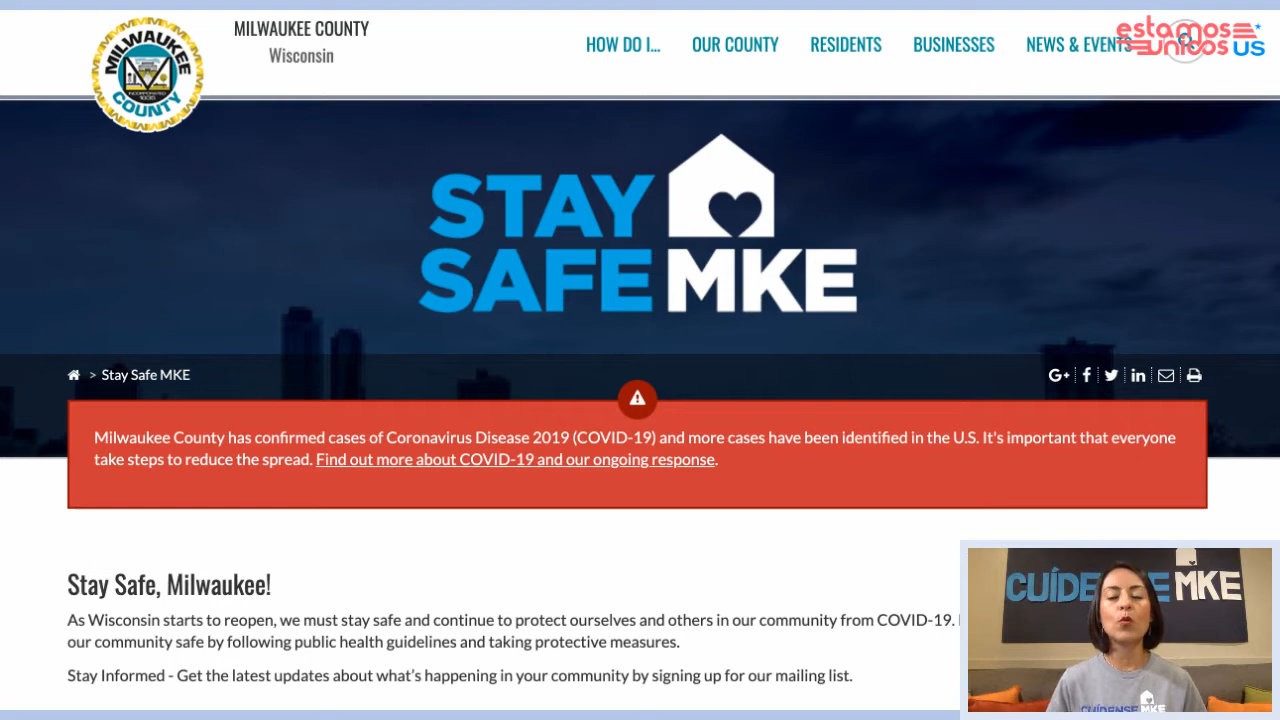 MILWAUKEE COUNTY
Wisconsin
HOW DO I... OUR COUNTY RESIDENTS BUSINESSES NEWS & EVENTS
estamos
unidos US
MILWAUKEE
INCORPORATED
COUNTY
STAY
SAFE MKE
> Stay Safe MKE
G+
Milwaukee County has confirmed cases of Coronavirus Disease 2019 (COVID-19) and more cases have been identified in the U.S. It's important that everyone
take steps to reduce the spread. Find out more about COVID-19 and our ongoing response.
Stay Safe, Milwaukee!
As Wisconsin starts to reopen, we must stay safe and continue to protect ourselves and others in our community from COVID-19.
our community safe by following public health guidelines and taking protective measures.
Stay Informed - Get the latest updates about what's happening in your community by signing up for our mailing list.
MKE
CUÍDENSE MKE